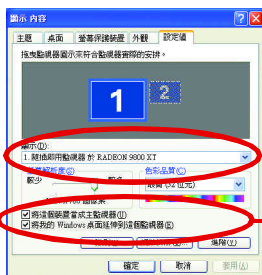 顯示 內容
主題 桌面 螢幕保護裝置 外觀 設定值
拖曳監視器圖示來符合監視器實際的安排。
1 2
顯示(D):
1. 隨插即用監視器 於 RADEON 9800 XT
色彩品質(C)
較少
最高 (32 位元)
將這個裝置當成主監視器(U)
將我的 Windows 桌面延伸到這個監視器(E)
進階(V)
確定 取消 套用(A)